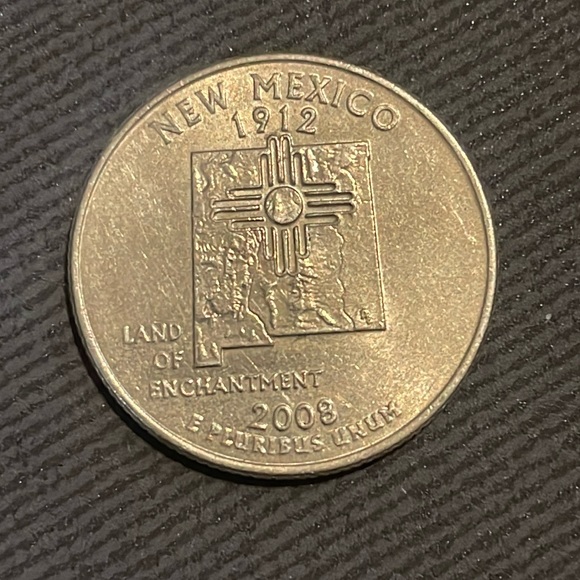 NEW MEXICO
1912
LAND
OF
ENCHANTMENT
2008
E PLURIBUS UNUM